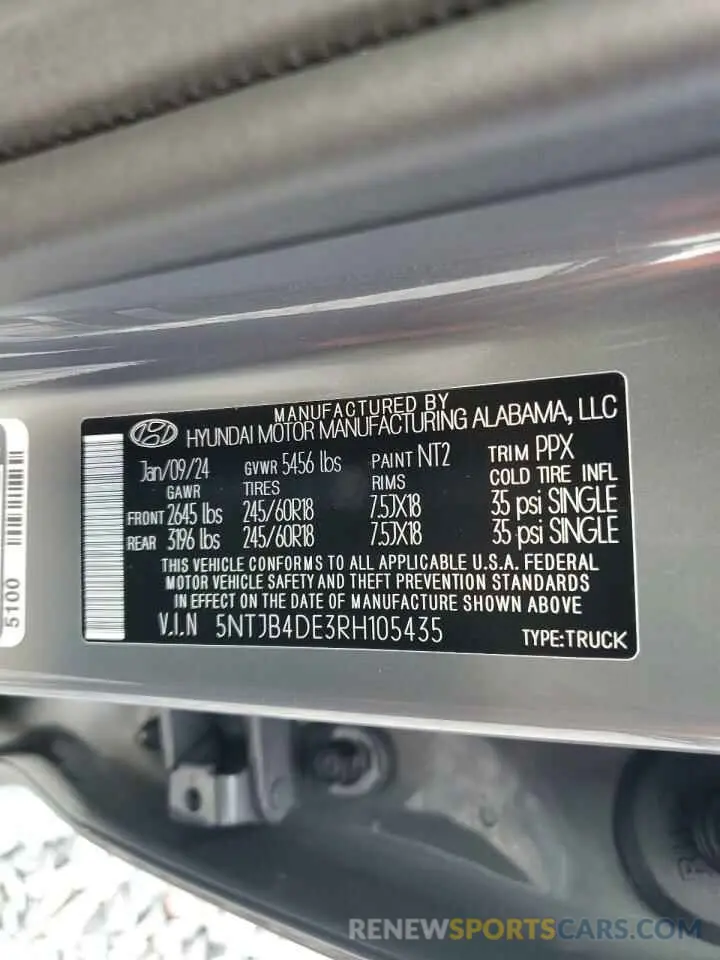 MANUFACTURED BY
HYUNDAI MOTOR MANUFACTURING ALABAMA, LLC
Jan/09/24 GVWR 5456 lbs PAINT NT2 TRIM PPX
GAWR TIRES RIMS COLD TIRE INFL
FRONT 2645 lbs 245/60R18 7.5JX18 35 psi SINGLE
REAR 3196 lbs 245/60R18 7.5JX18 35 psi SINGLE
THIS VEHICLE CONFORMS TO ALL APPLICABLE U.S.A. FEDERAL
MOTOR VEHICLE SAFETY AND THEFT PREVENTION STANDARDS
IN EFFECT ON THE DATE OF MANUFACTURE SHOWN ABOVE
V.I.N 5NTJB4DE3RH105435 TYPE:TRUCK
5100
RENEWSPORTSCARS.COM